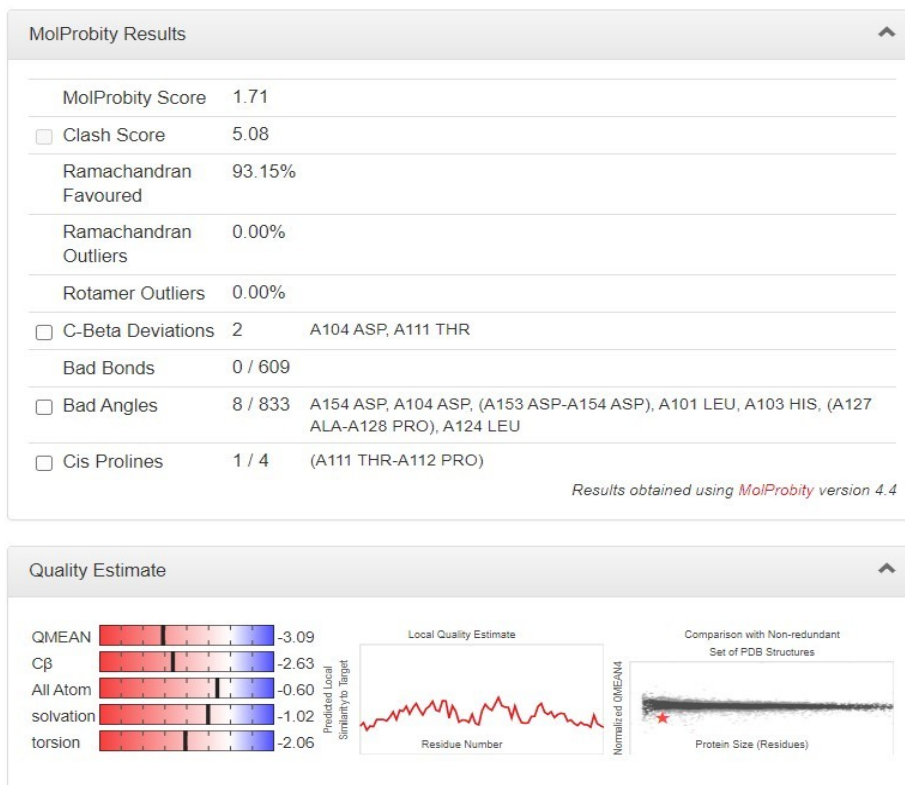 MolProbity Results
MolProbity Score 1.71
Clash Score 5.08
Ramachandran Favoured 93.15%
Ramachandran Outliers 0.00%
Rotamer Outliers 0.00%
C-Beta Deviations 2 A104 ASP, A111 THR
Bad Bonds 0 / 609
Bad Angles 8 / 833 A154 ASP, A104 ASP, (A153 ASP-A154 ASP), A101 LEU, A103 HIS, (A127
ALA-A128 PRO), A124 LEU
Cis Prolines 1 / 4 (A111 THR-A112 PRO)
Results obtained using MolProbity version 4.4
Quality Estimate
QMEAN -3.09
Cβ -2.63
All Atom -0.60
solvation -1.02
torsion -2.06
Local Quality Estimate
Predicted Local
Similarity to Target
Residue Number
Comparison with Non-redundant
Set of PDB Structures
Normalized QMEAN4
Protein Size (Residues)